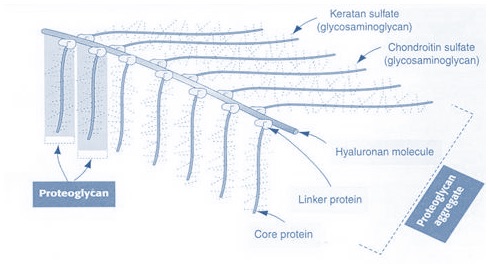 Keratan sulfate
(glycosaminoglycan)
Chondroitin sulfate
(glycosaminoglycan)
Hyaluronan molecule
Linker protein
Core protein
Proteoglycan
Proteoglycan
aggregate